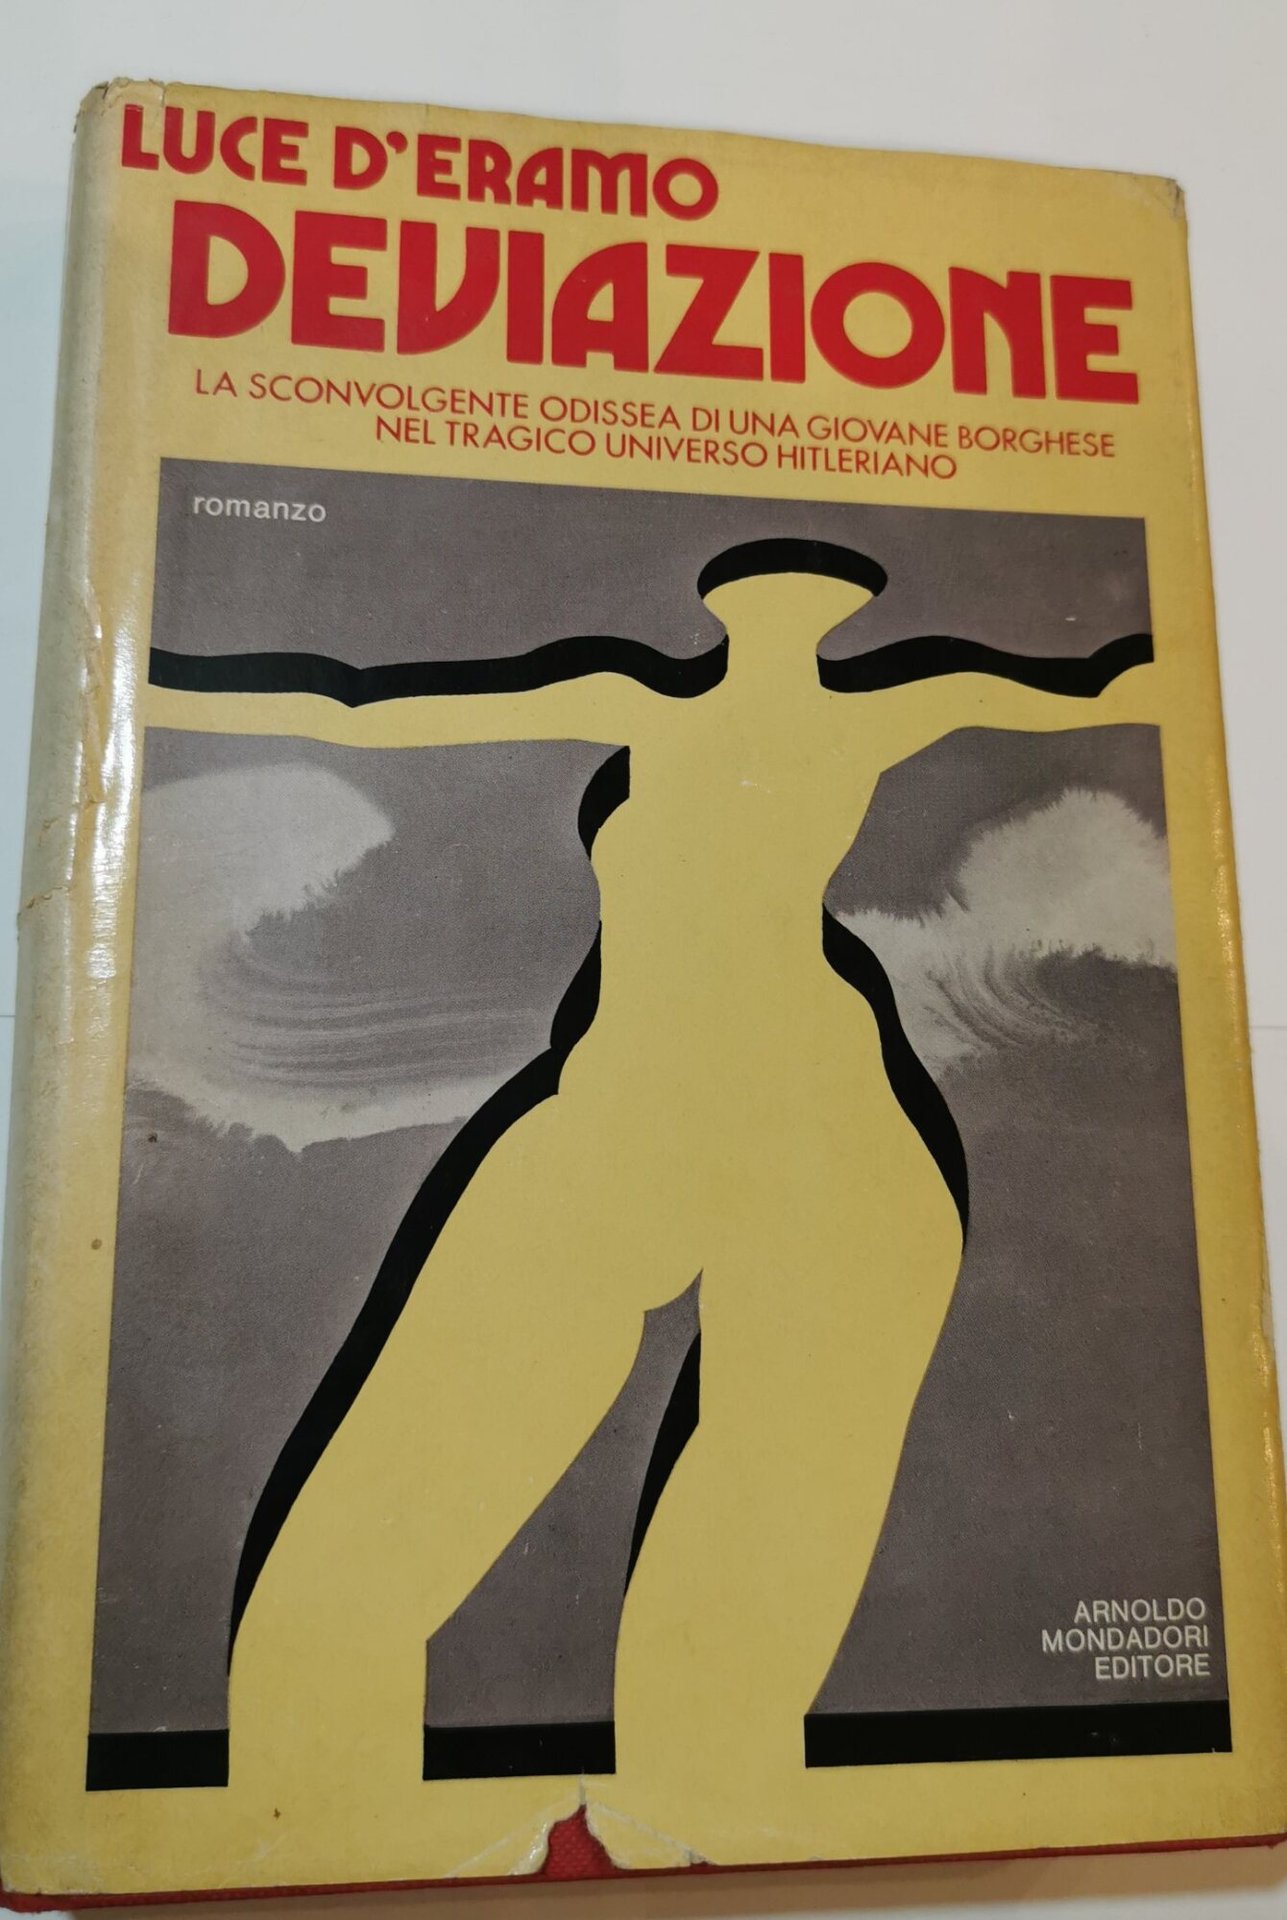 LUCE D'ERAMO
DEVIAZIONE
LA SCONVOLGENTE ODISSEA DI UNA GIOVANE BORGHESE
NEL TRAGICO UNIVERSO HITLERIANO
romanzo
ARNOLDO
MONDADORI
EDITORE